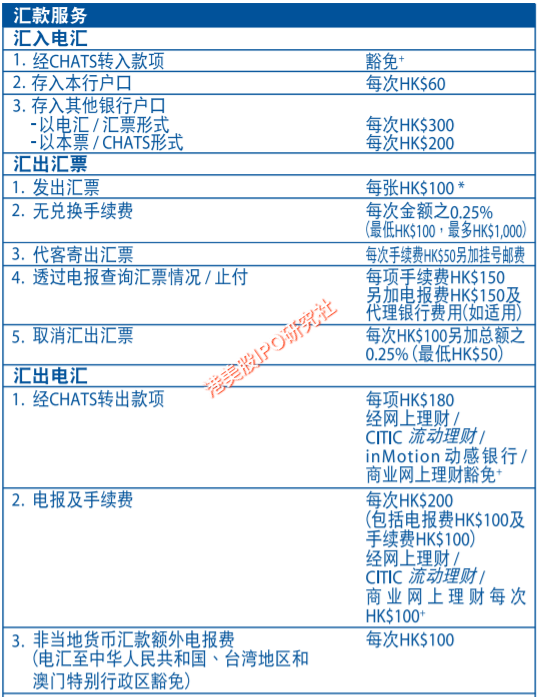 汇款服务
汇入电汇
1. 经CHATS转入款项 豁免+
2. 存入本行户口 每次HK$60
3. 存入其他银行户口
- 以电汇 / 汇票形式 每次HK$300
- 以本票 / CHATS形式 每次HK$200
汇出汇票
1. 发出汇票 每张HK$100 *
2. 无兑换手续费 每次金额之0.25%
(最低HK$100，最多HK$1,000)
3. 代客寄出汇票 每次手续费HK$50另加挂号邮费
4. 透过电报查询汇票情况 / 止付 每项手续费HK$150
另加电报费HK$150及
代理银行费用(如适用)
5. 取消汇出汇票 每次HK$100另加总额之
0.25% (最低HK$50)
港美股IPO研究社
汇出电汇
1. 经CHATS转出款项 每项HK$180
经网上理财 /
CITIC 流动理财 /
inMotion 动感银行 /
商业网上理财豁免+
2. 电报及手续费 每次HK$200
(包括电报费HK$100及
手续费HK$100)
经网上理财 /
CITIC 流动理财 /
商业网上理财每次
HK$100+
3. 非当地货币汇款额外电报费 每次HK$100
(电汇至中华人民共和国、台湾地区和
澳门特别行政区豁免)